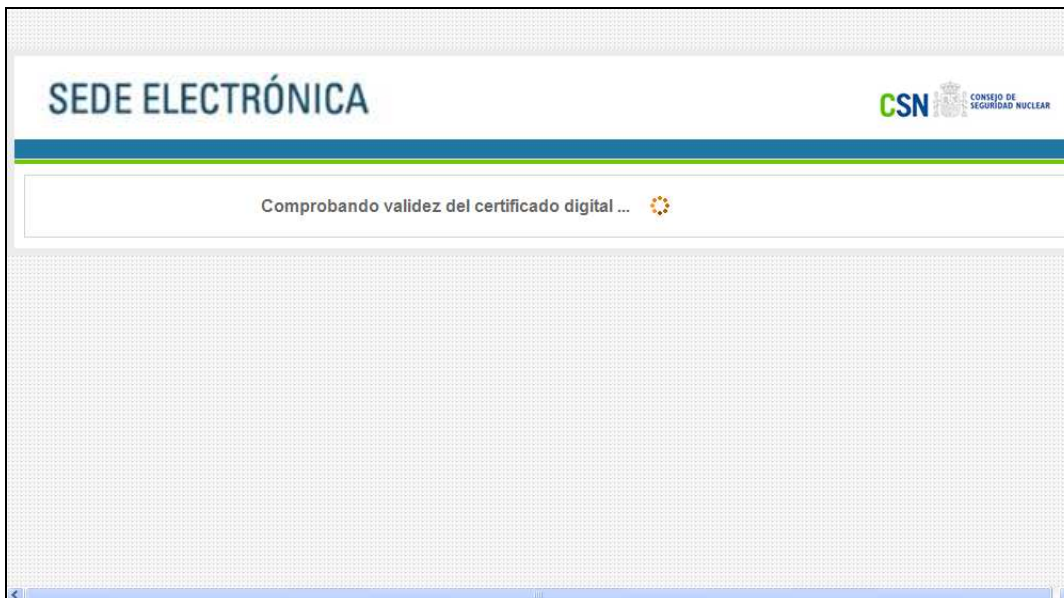 SEDE ELECTRÓNICA
CSN
CONSEJO DE
SEGURIDAD NUCLEAR
Comprobando validez del certificado digital ...